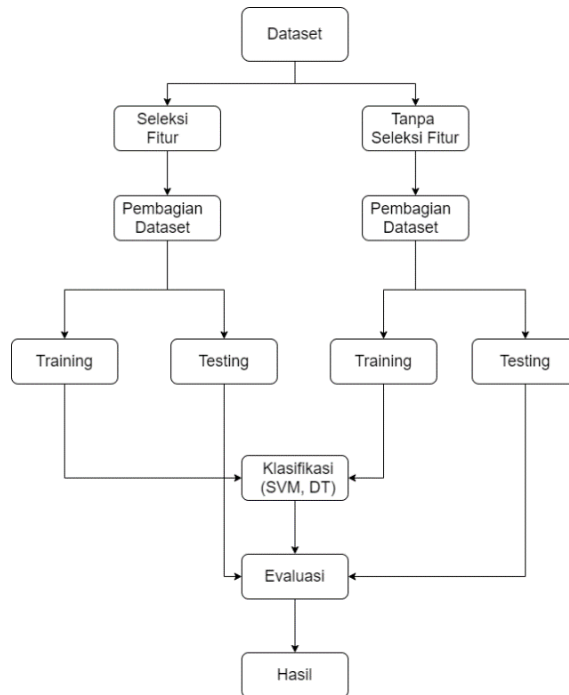 Dataset
Seleksi
Fitur
Tanpa
Seleksi Fitur
Pembagian
Dataset
Pembagian
Dataset
Training
Testing
Training
Testing
Klasifikasi
(SVM, DT)
Evaluasi
Hasil